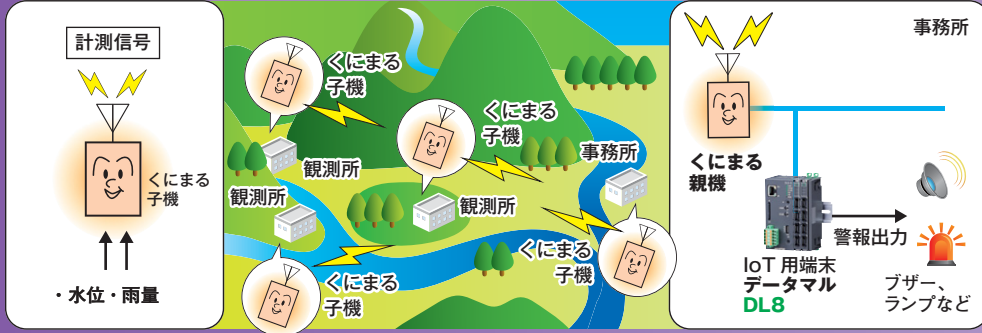 計測信号
くにまる
子機
・水位・雨量
くにまる
子機
くにまる
子機
観測所
観測所
観測所
事務所
くにまる
子機
くにまる
子機
事務所
くにまる
親機
警報出力
IoT 用端末
データマル
DL8
ブザー、
ランプなど